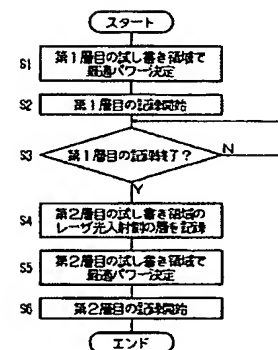 スタート
S1
第1層目の試し書き領域で
最適パワー決定
S2
第1層目の記録開始
S3
第1層目の記録終了?
N
Y
S4
第2層目の試し書き領域の
レーザ光入射側の層を記録
S5
第2層目の試し書き領域で
最適パワー決定
S6
第2層目の記録開始
エンド